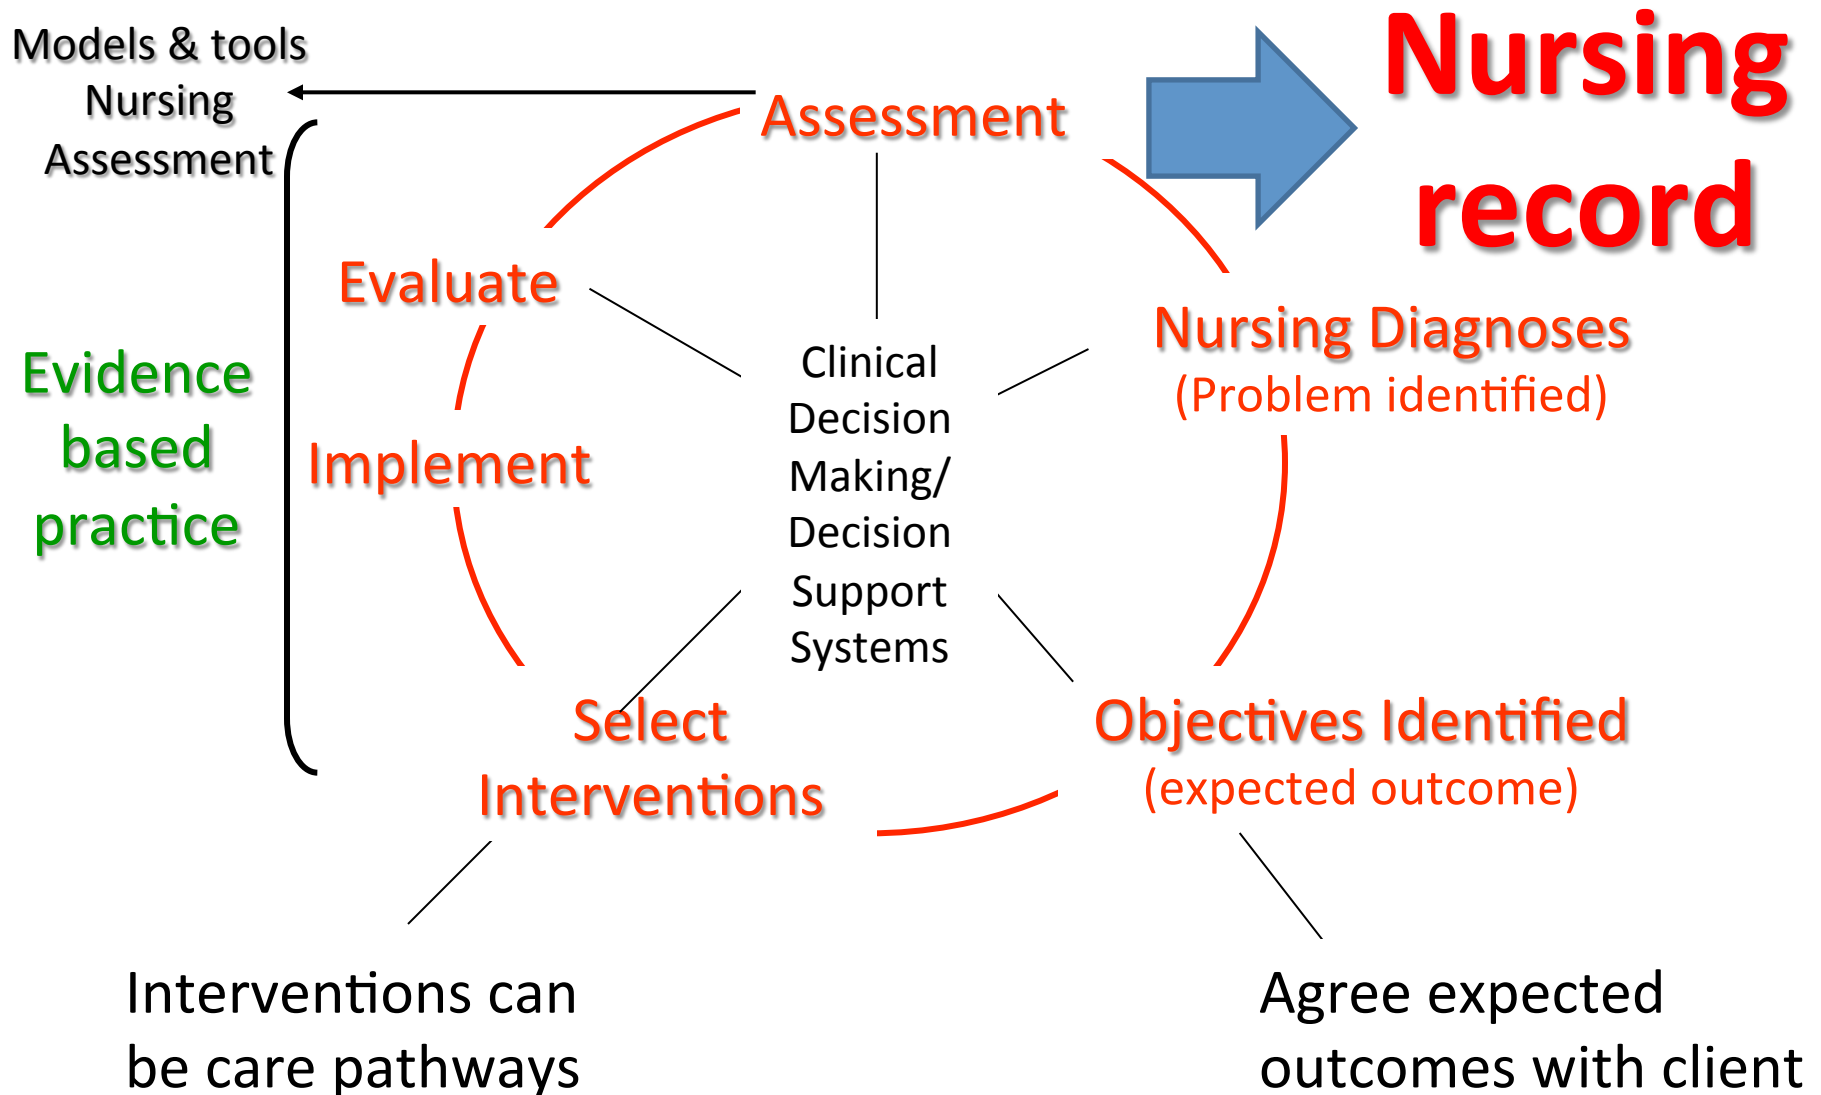 Models & tools
Nursing
Assessment
Nursing
record
Assessment
Evaluate
Nursing Diagnoses
(Problem identified)
Clinical
Decision
Making/
Decision
Support
Systems
Evidence
based
practice
Implement
Select
Interventions
Objectives Identified
(expected outcome)
Interventions can
be care pathways
Agree expected
outcomes with client